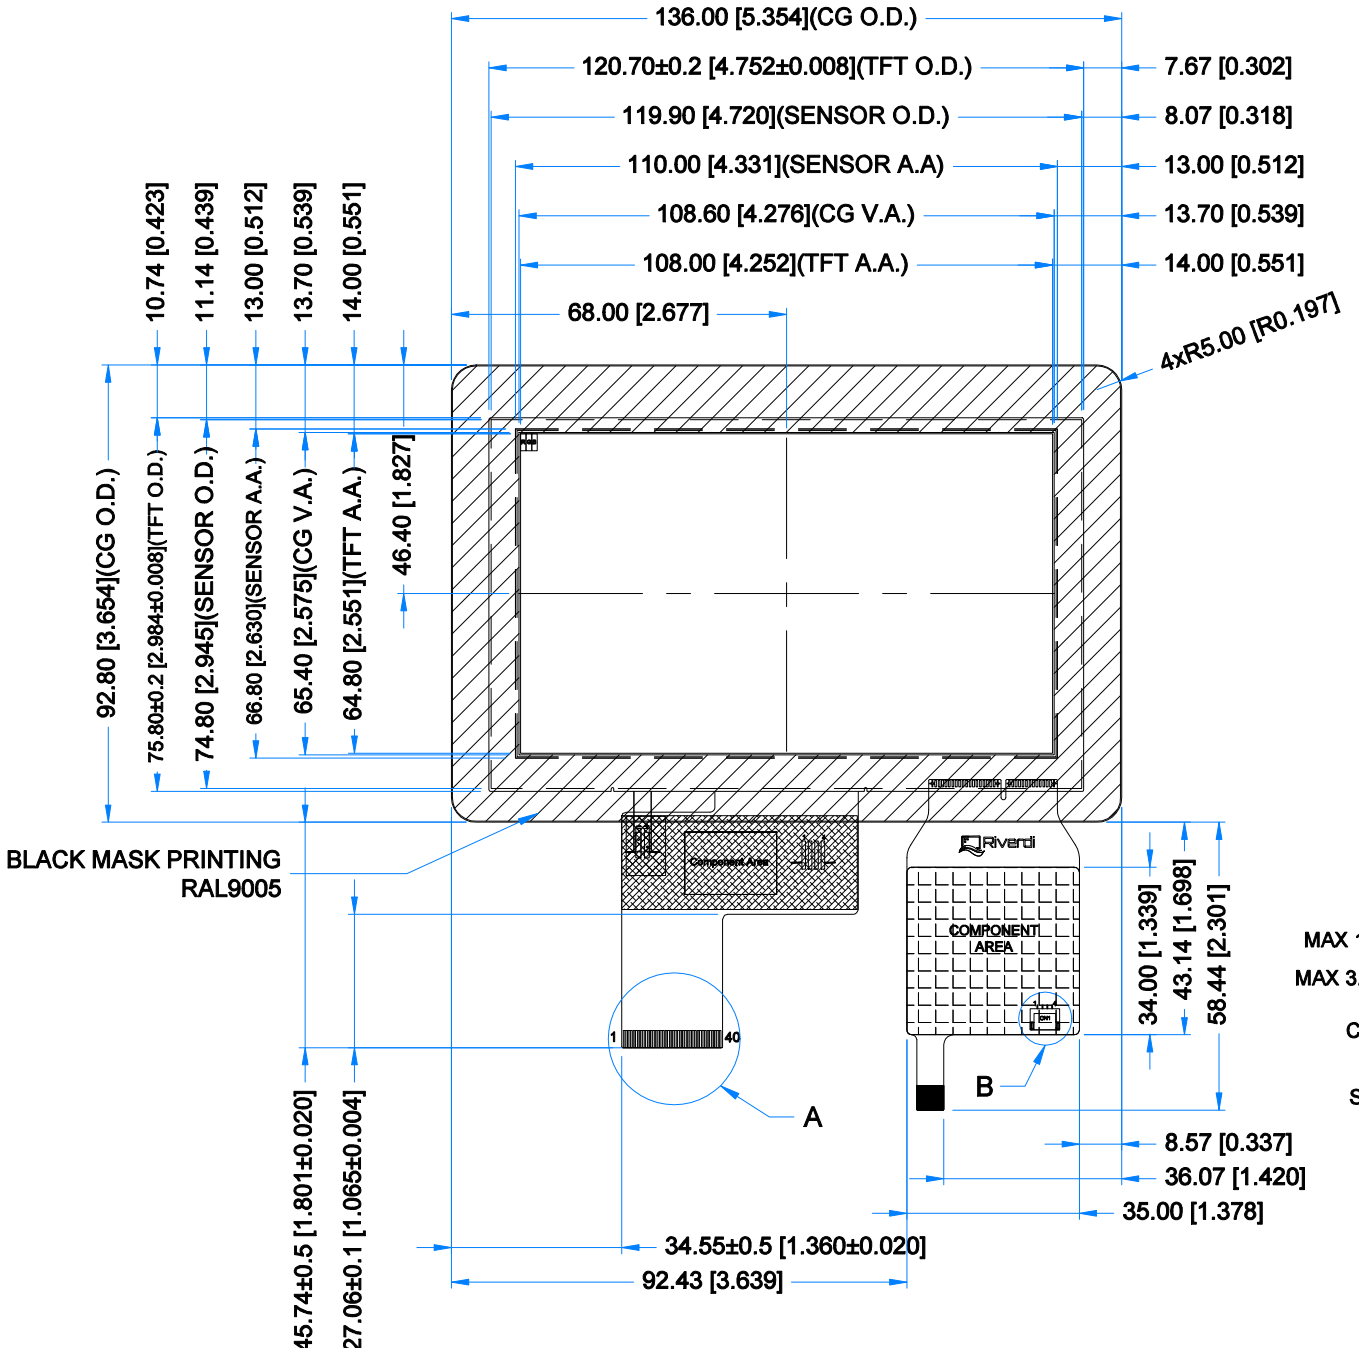 136.00 [5.354](CG O.D.)
120.70±0.2 [4.752±0.008](TFT O.D.)
7.67 [0.302]
119.90 [4.720](SENSOR O.D.)
8.07 [0.318]
110.00 [4.331](SENSOR A.A)
13.00 [0.512]
108.60 [4.276](CG V.A.)
13.70 [0.539]
108.00 [4.252](TFT A.A.)
14.00 [0.551]
68.00 [2.677]
4xR5.00 [R0.197]
10.74 [0.423]
11.14 [0.439]
13.00 [0.512]
13.70 [0.539]
14.00 [0.551]
92.80 [3.654](CG O.D.)
75.80±0.2 [2.984±0.008](TFT O.D.)
74.80 [2.945](SENSOR O.D.)
66.80 [2.630](SENSOR A.A.)
65.40 [2.575](CG V.A.)
64.80 [2.551](TFT A.A.)
46.40 [1.827]
BLACK MASK PRINTING
RAL9005
Component Area
Riverdi
COMPONENT
AREA
CN1
34.00 [1.339]
43.14 [1.698]
58.44 [2.301]
MAX 1
MAX 3.
C
S
1
40
A
B
8.57 [0.337]
36.07 [1.420]
35.00 [1.378]
45.74±0.5 [1.801±0.020]
27.06±0.1 [1.065±0.004]
34.55±0.5 [1.360±0.020]
92.43 [3.639]